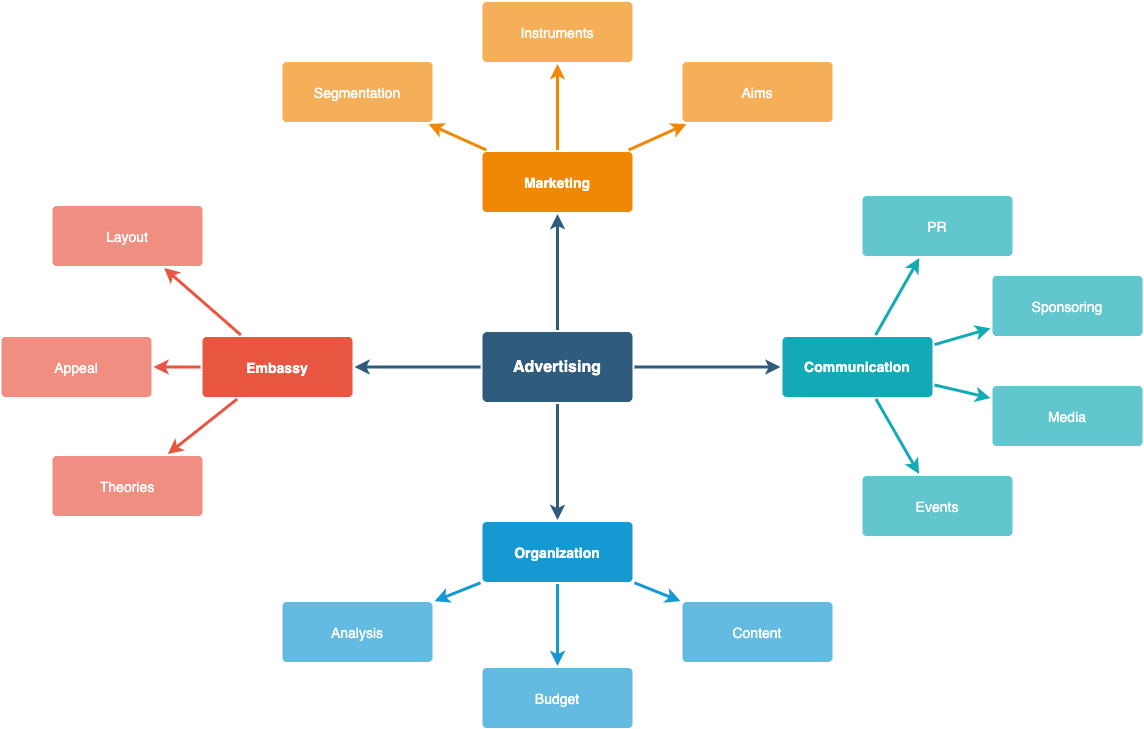 Instruments
Segmentation
Aims
Marketing
Layout
PR
Sponsoring
Appeal
Embassy
Advertising
Communication
Media
Theories
Events
Organization
Analysis
Content
Budget